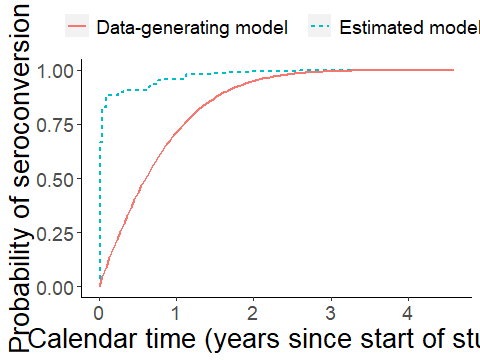 Data-generating model
Estimated model
Probability of seroconversion
1.00
0.75
0.50
0.25
0.00
0
1
2
3
4
Calendar time (years since start of stu